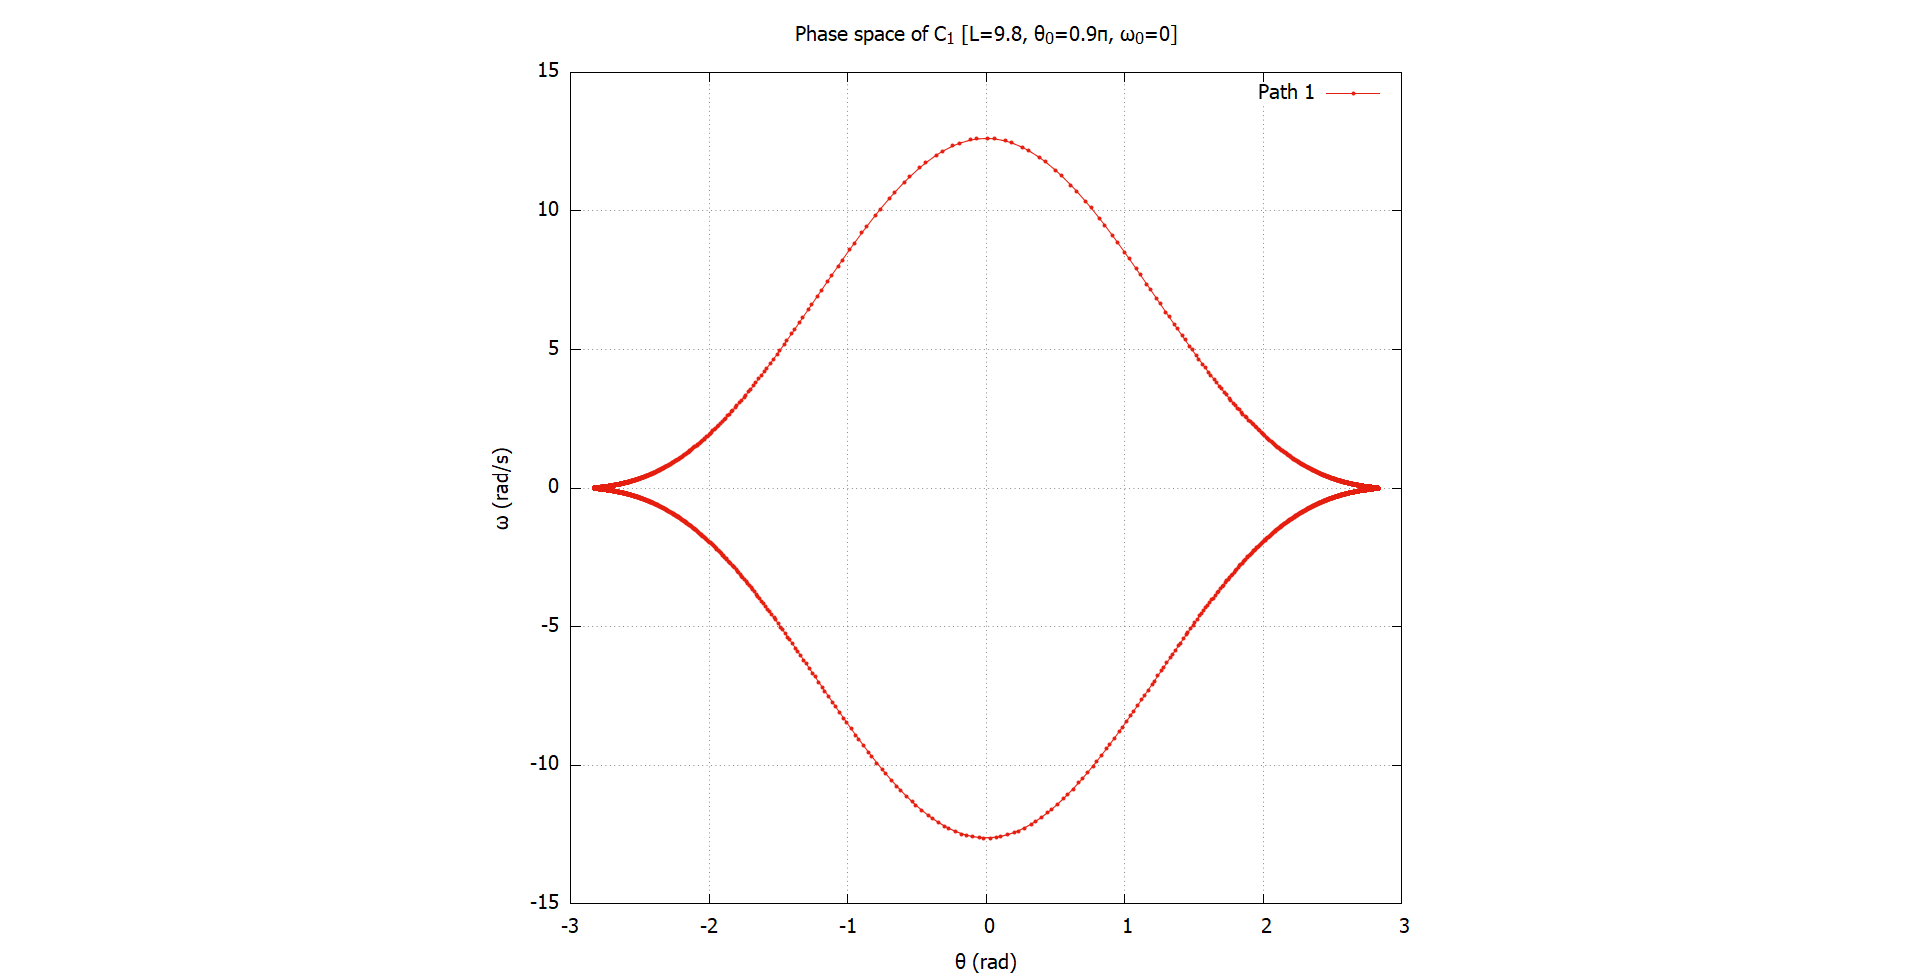 Phase space of C₁ [L=9.8, θ₀=0.9π, ω₀=0]
Path 1
15
10
5
0
-5
-10
-15
ω (rad/s)
-3 -2 -1 0 1 2 3
θ (rad)